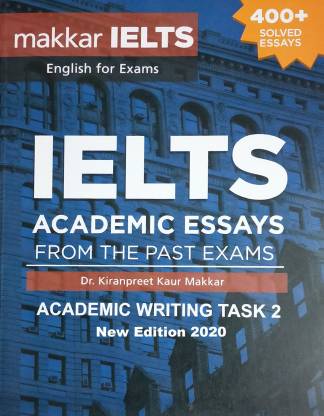 makkar IELTS
English for Exams
400+
SOLVED
ESSAYS
IELTS
ACADEMIC ESSAYS
FROM THE PAST EXAMS
Dr. Kiranpreet Kaur Makkar
ACADEMIC WRITING TASK 2
New Edition 2020